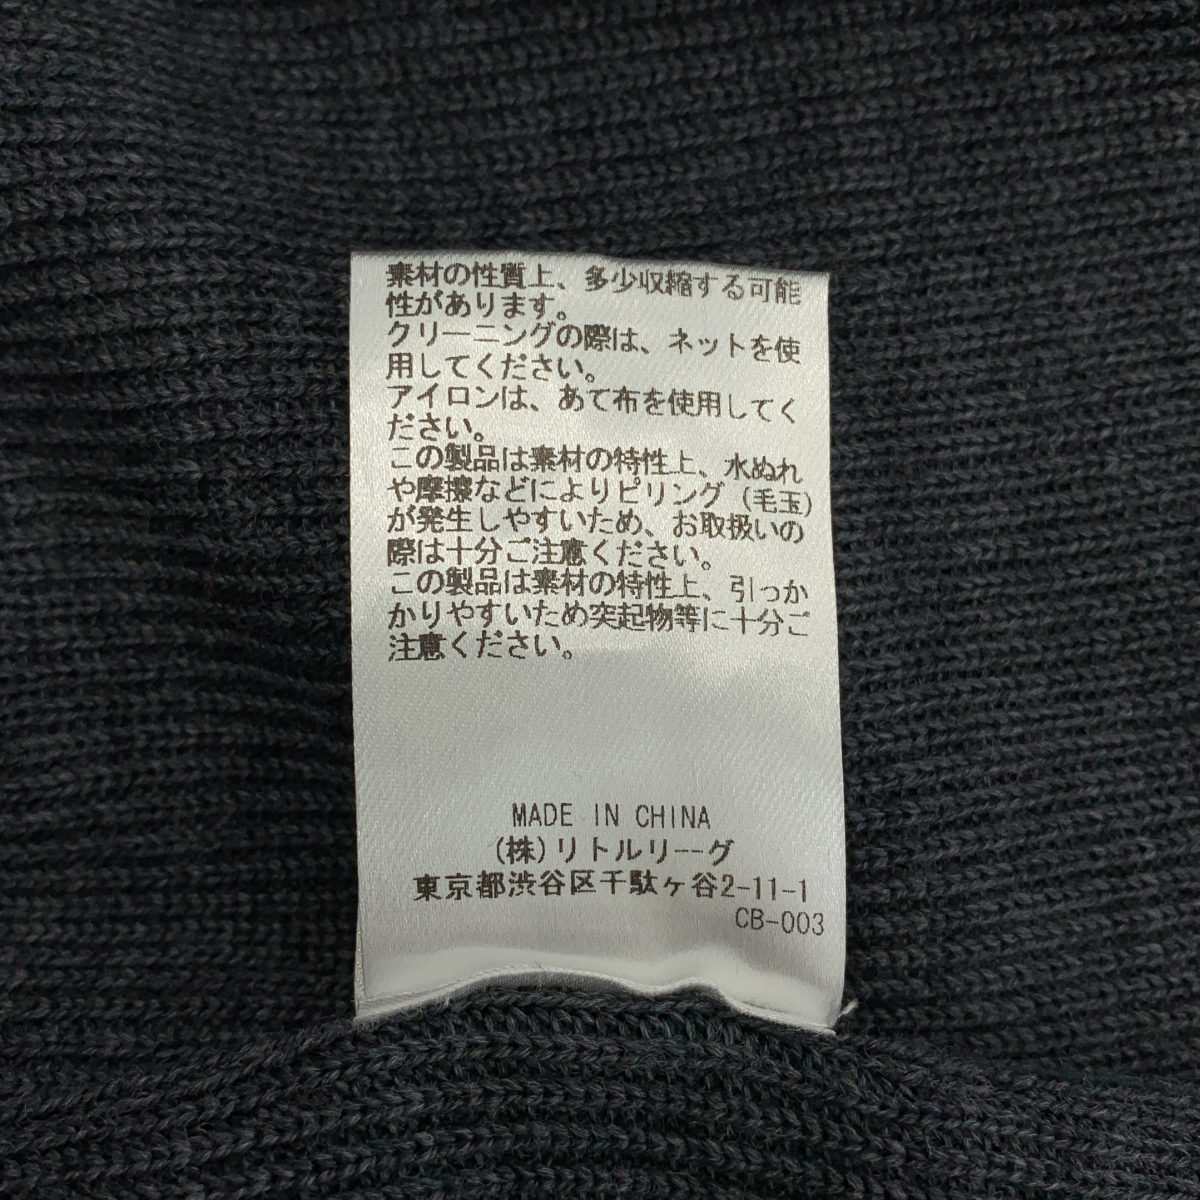 素材の性質上、多少収縮する可能
性があります。
クリーニングの際は、ネットを使
用してください。
アイロンは、あて布を使用してく
ださい。
この製品は素材の特性上、水ぬれ
や摩擦などによりピリング(毛玉)
が発生しやすいため、お取扱いの
際は十分ご注意ください。
この製品は素材の特性上、引っか
かりやすいため突起物等に十分ご
注意ください。
MADE IN CHINA
(株)リトルリーグ
東京都渋谷区千駄ヶ谷2-11-1
CB-003